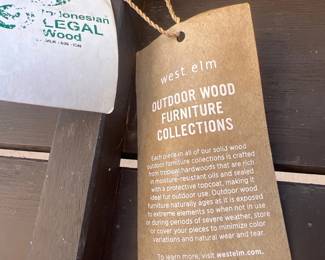 Indonesian
LEGAL
Wood
west elm
OUTDOOR WOOD
FURNITURE
COLLECTIONS
Each piece in all of our solid wood
outdoor furniture collections is crafted
from tropical hardwoods that are rich
in moisture-resistant oils and sealed
with a protective topcoat, making it
ideal for outdoor use. Outdoor wood
furniture naturally ages as it is exposed
to extreme elements so when not in use
or during periods of severe weather, store
or cover your pieces to minimize color
variations and natural wear and tear.
To learn more, visit westelm.com.